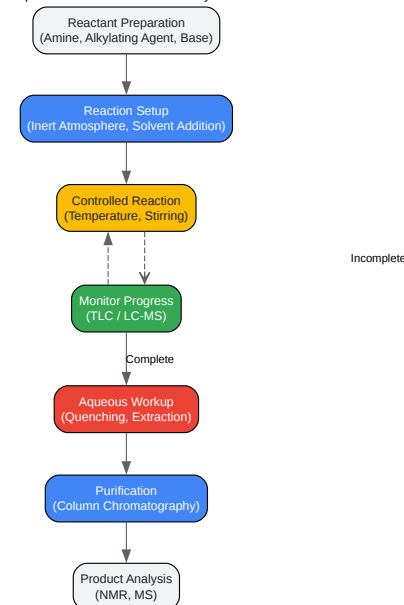 Reactant Preparation
(Amine, Alkylating Agent, Base)
Reaction Setup
(Inert Atmosphere, Solvent Addition)
Controlled Reaction
(Temperature, Stirring)
Incomplete
Monitor Progress
(TLC / LC-MS)
Complete
Aqueous Workup
(Quenching, Extraction)
Purification
(Column Chromatography)
Product Analysis
(NMR, MS)